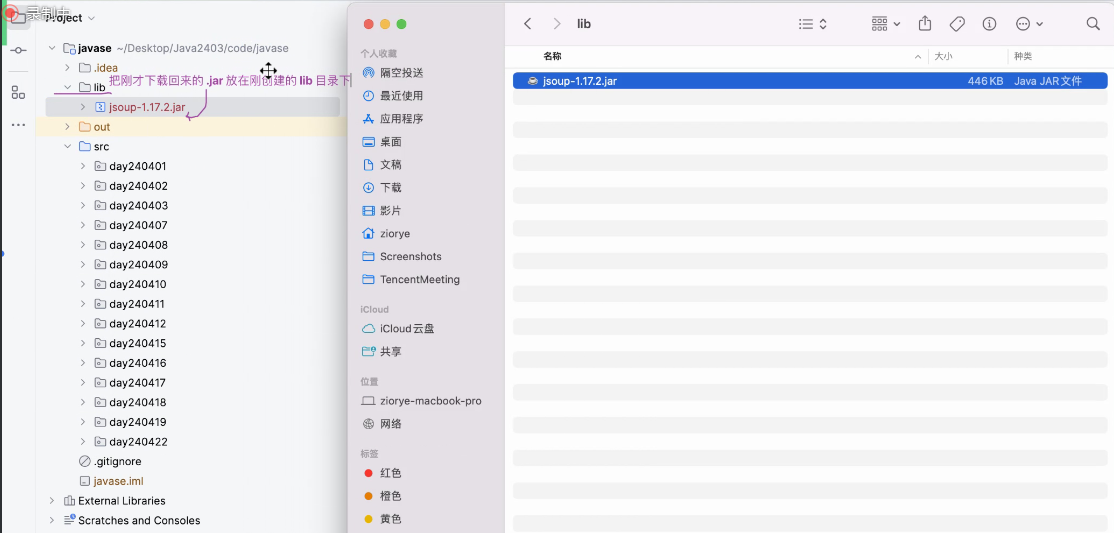 录制中
Project
javase ~/Desktop/Java2403/code/javase
.idea
lib
把刚才下载回来的 .jar 放在刚创建的 lib 目录下
jsoup-1.17.2.jar
out
src
day240401
day240402
day240403
day240407
day240408
day240409
day240410
day240411
day240412
day240415
day240416
day240417
day240418
day240419
day240422
.gitignore
javase.iml
External Libraries
Scratches and Consoles
个人收藏
隔空投送
最近使用
应用程序
桌面
文稿
下载
影片
ziorye
Screenshots
TencentMeeting
iCloud
iCloud云盘
共享
位置
ziorye-macbook-pro
网络
标签
红色
橙色
黄色
lib
名称 大小 种类
jsoup-1.17.2.jar 446 KB Java JAR文件